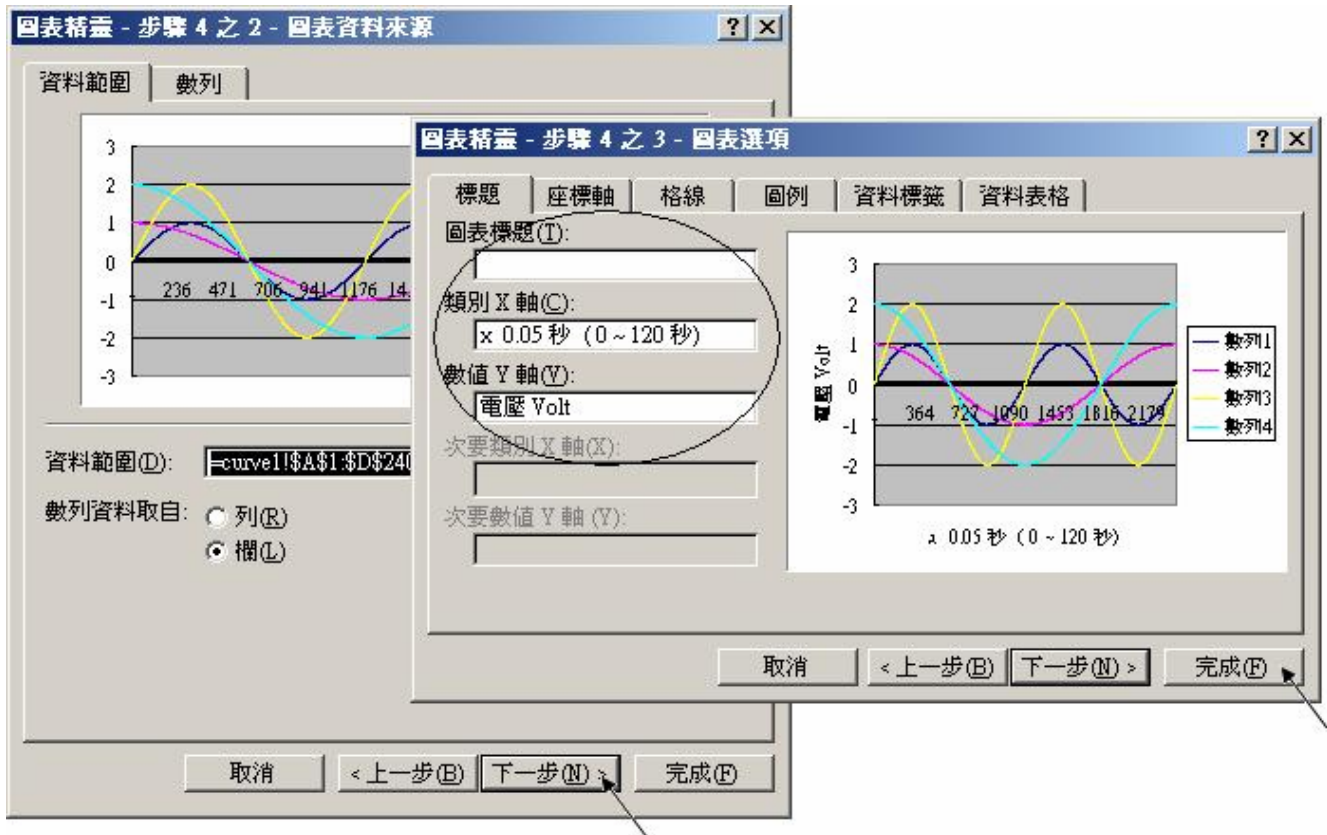 圖表精靈 - 步驟 4 之 2 - 圖表資料來源
資料範圍
數列
3
2
1
0
-1
-2
-3
236 471 706 941 1176
資料範圍(D):
=curve1!$A$1:$D$240
數列資料取自:
列(R)
欄(L)
取消
<上一步(B)
下一步(N) >
完成(F)
圖表精靈 - 步驟 4 之 3 - 圖表選項
標題
座標軸
格線
圖例
資料標籤
資料表格
圖表標題(T):
類別 X 軸(C):
x 0.05 秒 (0 ~ 120 秒)
數值 Y 軸(V):
電壓 Volt
次要類別 X 軸(X):
次要數值 Y 軸 (Y):
3
2
1
0
-1
-2
-3
電壓 Volt
364 727 1090 1453 1816 2179
x 0.05 秒 (0 ~ 120 秒)
數列1
數列2
數列3
數列4
取消
<上一步(B)
下一步(N) >
完成(F)